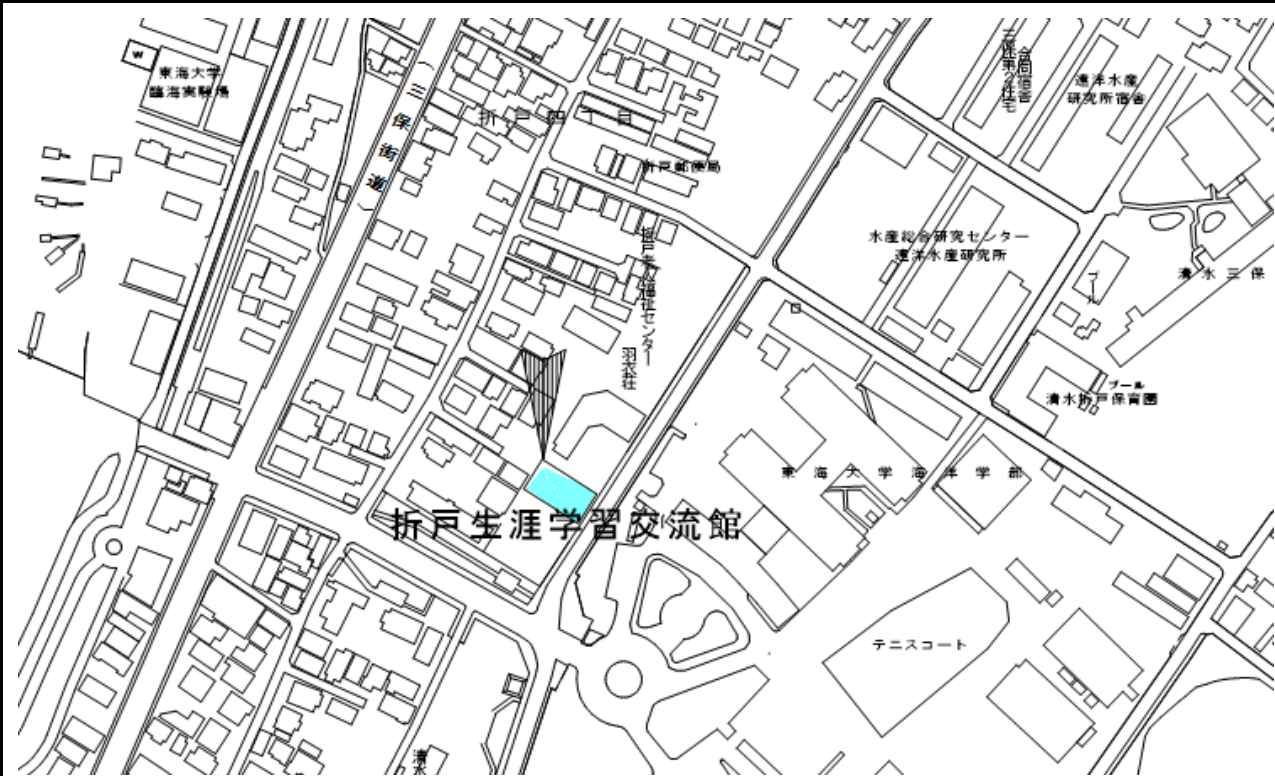 W
東海大学
臨海実験場
（三保街道）
折戸四丁目
折戸郵便局
三保第2住宅
合同宿舎
遠洋水産
研究所宿舎
水産総合研究センター
遠洋水産研究所
プール
清水三保
折戸老人福祉センター
羽衣荘
プール
清水折戸保育園
東海大学海洋学部
折戸生涯学習交流館
テニスコート
清水